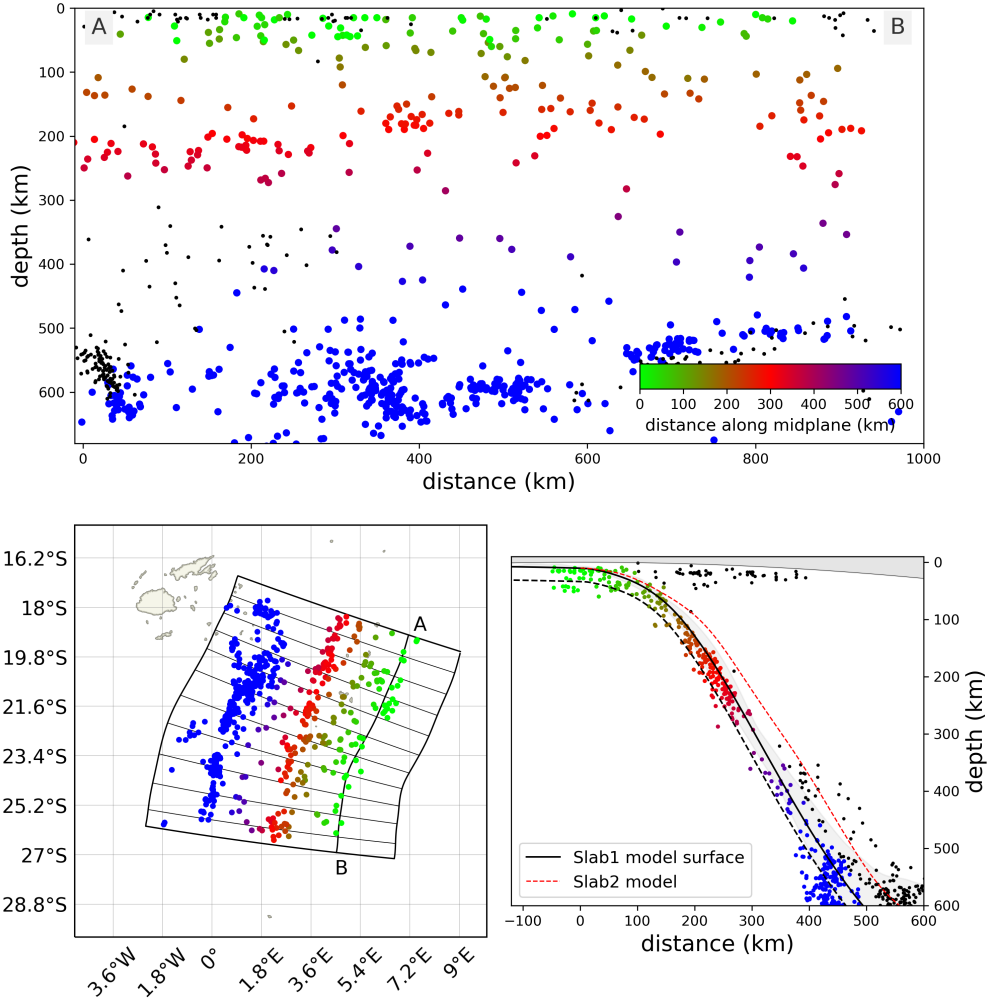 A
B
0
100
200
300
400
500
600
depth (km)
0 100 200 300 400 500 600
distance along midplane (km)
0 200 400 600 800 1000
distance (km)
16.2°S
18°S
19.8°S
21.6°S
23.4°S
25.2°S
27°S
28.8°S
A
B
3.6°W 1.8°W 0° 1.8°E 3.6°E 5.4°E 7.2°E 9°E
0
100
200
300
400
500
600
depth (km)
Slab1 model surface
Slab2 model
−100 0 100 200 300 400 500 600
distance (km)